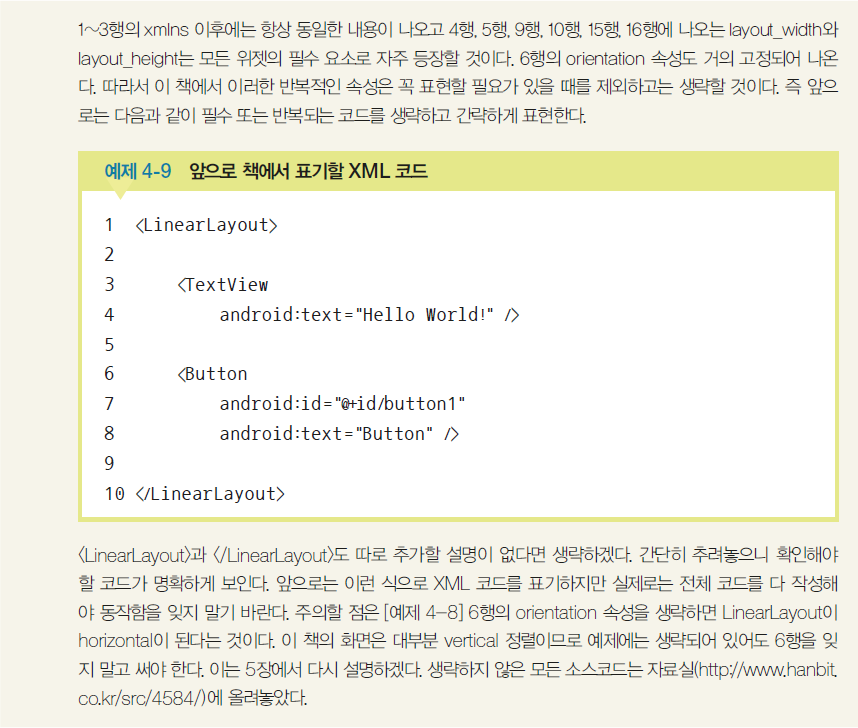 1~3행의 xmlns 이후에는 항상 동일한 내용이 나오고 4행, 5행, 9행, 10행, 15행, 16행에 나오는 layout_width와
layout_height는 모든 위젯의 필수 요소로 자주 등장할 것이다. 6행의 orientation 속성도 거의 고정되어 나온
다. 따라서 이 책에서 이러한 반복적인 속성은 꼭 표현할 필요가 있을 때를 제외하고는 생략할 것이다. 즉 앞으
로는 다음과 같이 필수 또는 반복되는 코드를 생략하고 간략하게 표현한다.
예제 4-9 앞으로 책에서 표기할 XML 코드
1 <LinearLayout>
2
3 <TextView
4 android:text="Hello World!" />
5
6 <Button
7 android:id="@+id/button1"
8 android:text="Button" />
9
10 </LinearLayout>
<LinearLayout>과 </LinearLayout>도 따로 추가할 설명이 없다면 생략하겠다. 간단히 추려놓으니 확인해야
할 코드가 명확하게 보인다. 앞으로는 이런 식으로 XML 코드를 표기하지만 실제로는 전체 코드를 다 작성해
야 동작함을 잊지 말기 바란다. 주의할 점은 [예제 4-8] 6행의 orientation 속성을 생략하면 LinearLayout이
horizontal이 된다는 것이다. 이 책의 화면은 대부분 vertical 정렬이므로 예제에는 생략되어 있어도 6행을 잊
지 말고 써야 한다. 이는 5장에서 다시 설명하겠다. 생략하지 않은 모든 소스코드는 자료실(http://www.hanbit.
co.kr/src/4584/)에 올려놓았다.